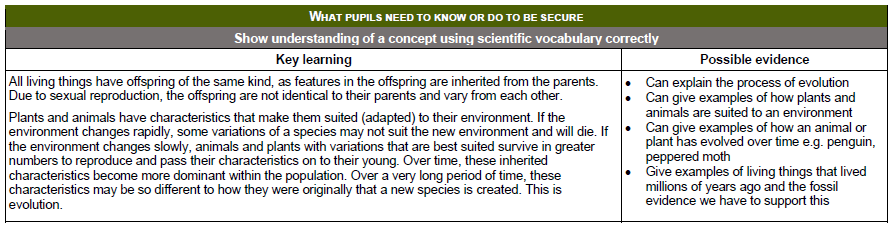 WHAT PUPILS NEED TO KNOW OR DO TO BE SECURE
Show understanding of a concept using scientific vocabulary correctly
Key learning
Possible evidence
All living things have offspring of the same kind, as features in the offspring are inherited from the parents.
Due to sexual reproduction, the offspring are not identical to their parents and vary from each other.
Plants and animals have characteristics that make them suited (adapted) to their environment. If the
environment changes rapidly, some variations of a species may not suit the new environment and will die. If
the environment changes slowly, animals and plants with variations that are best suited survive in greater
numbers to reproduce and pass their characteristics on to their young. Over time, these inherited
characteristics become more dominant within the population. Over a very long period of time, these
characteristics may be so different to how they were originally that a new species is created. This is
evolution.
• Can explain the process of evolution
• Can give examples of how plants and
animals are suited to an environment
• Can give examples of how an animal or
plant has evolved over time e.g. penguin,
peppered moth
• Give examples of living things that lived
millions of years ago and the fossil
evidence we have to support this